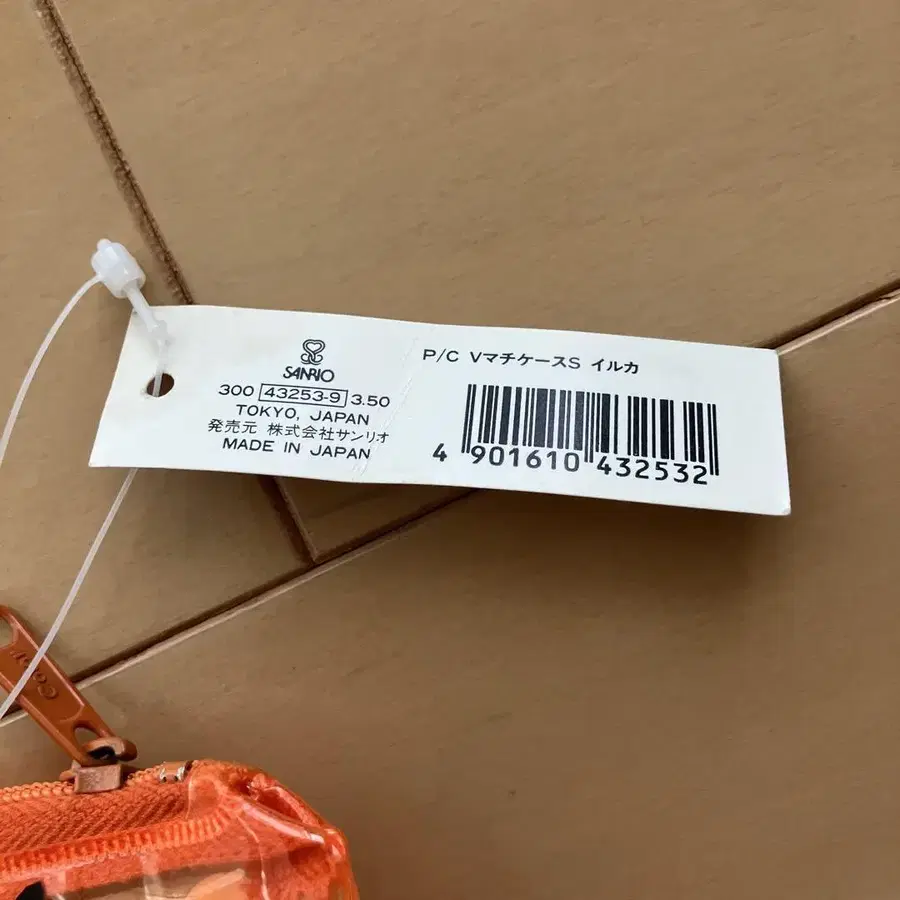 SANRIO
300 43253-9 3.50
TOKYO, JAPAN
発売元 株式会社サンリオ
MADE IN JAPAN
P/C VマチケースS イルカ
4 901610 432532